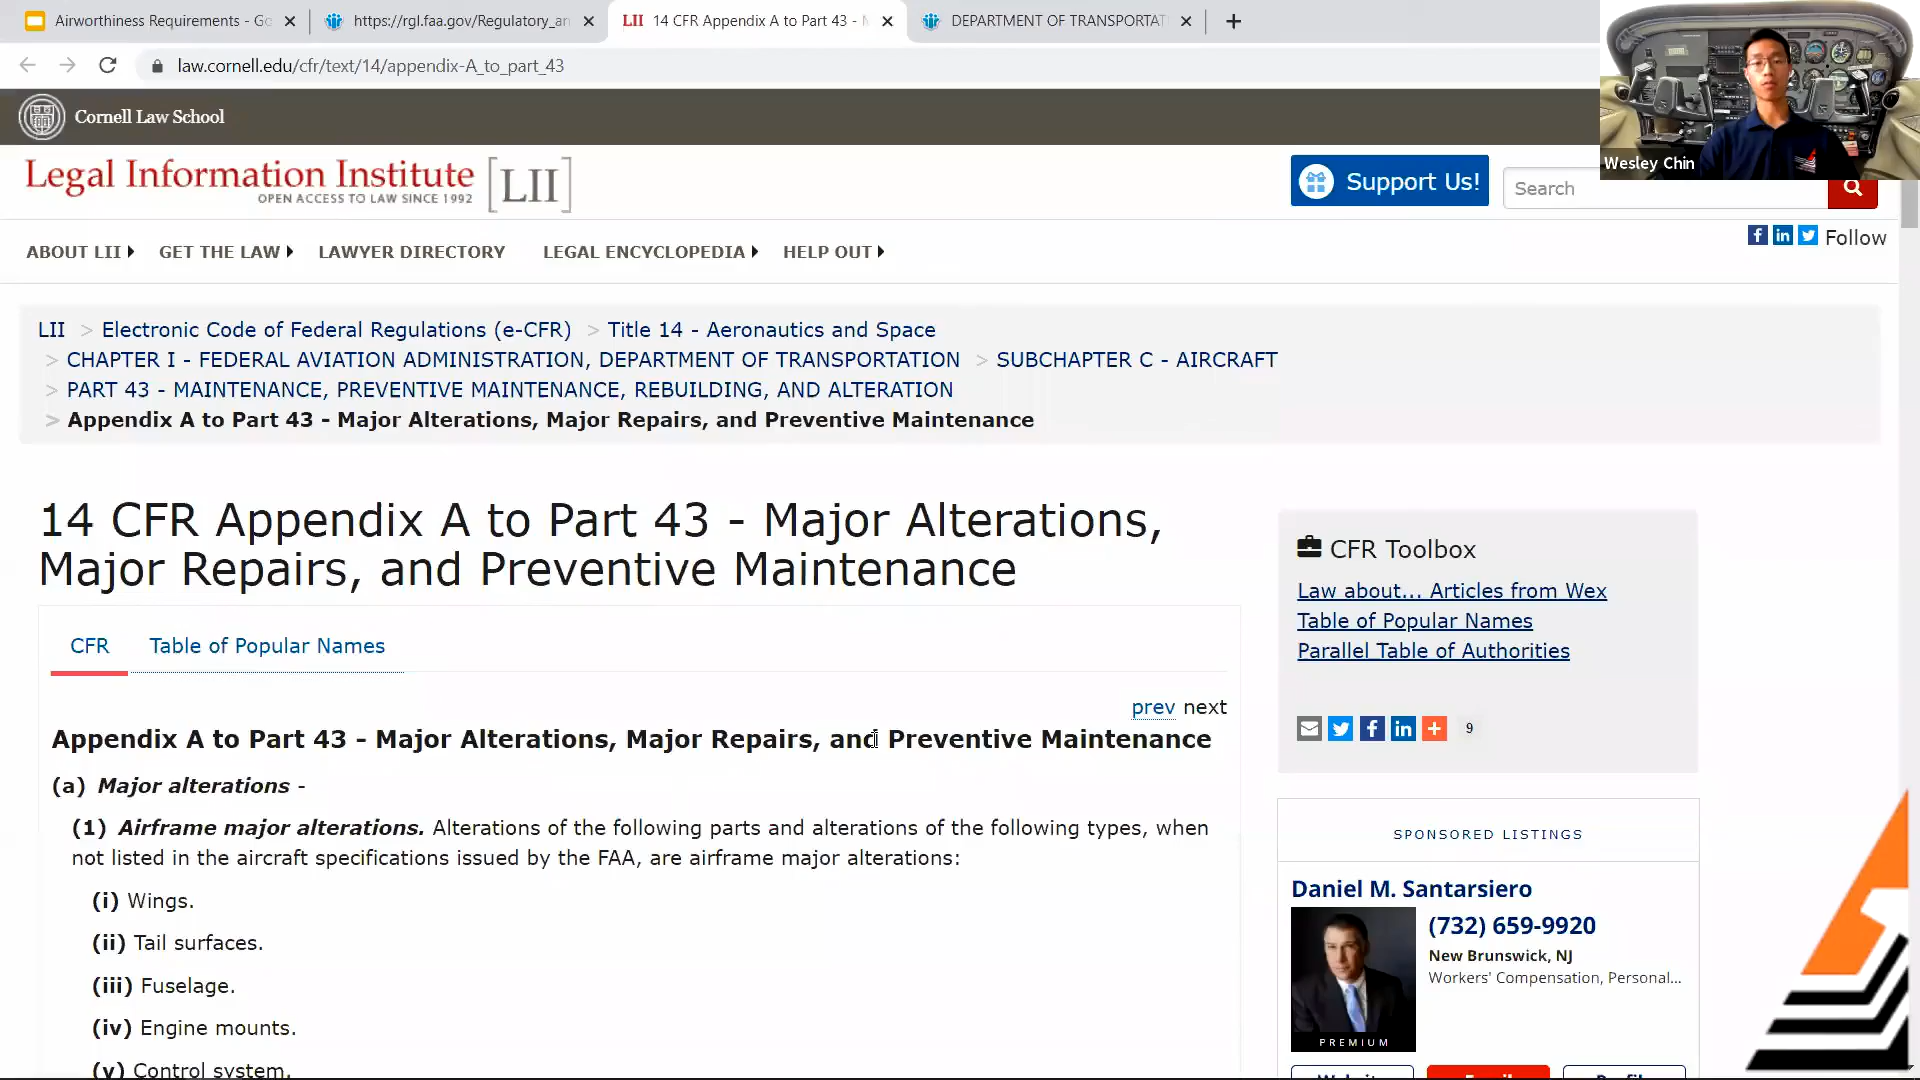 Airworthiness Requirements - Go
https://rgl.faa.gov/Regulatory_an
LII 14 CFR Appendix A to Part 43 - M
DEPARTMENT OF TRANSPORTAT
law.cornell.edu/cfr/text/14/appendix-A_to_part_43
Wesley Chin
Cornell Law School
Legal Information Institute [LII]
OPEN ACCESS TO LAW SINCE 1992
Support Us!
Search
Follow
ABOUT LII GET THE LAW LAWYER DIRECTORY LEGAL ENCYCLOPEDIA HELP OUT
LII > Electronic Code of Federal Regulations (e-CFR) > Title 14 - Aeronautics and Space
> CHAPTER I - FEDERAL AVIATION ADMINISTRATION, DEPARTMENT OF TRANSPORTATION > SUBCHAPTER C - AIRCRAFT
> PART 43 - MAINTENANCE, PREVENTIVE MAINTENANCE, REBUILDING, AND ALTERATION
> Appendix A to Part 43 - Major Alterations, Major Repairs, and Preventive Maintenance
14 CFR Appendix A to Part 43 - Major Alterations,
Major Repairs, and Preventive Maintenance
CFR Table of Popular Names
prev next
Appendix A to Part 43 - Major Alterations, Major Repairs, and Preventive Maintenance
(a) Major alterations -
(1) Airframe major alterations. Alterations of the following parts and alterations of the following types, when
not listed in the aircraft specifications issued by the FAA, are airframe major alterations:
(i) Wings.
(ii) Tail surfaces.
(iii) Fuselage.
(iv) Engine mounts.
(v) Control system.
CFR Toolbox
Law about... Articles from Wex
Table of Popular Names
Parallel Table of Authorities
9
SPONSORED LISTINGS
Daniel M. Santarsiero
(732) 659-9920
New Brunswick, NJ
Workers' Compensation, Personal...
PREMIUM